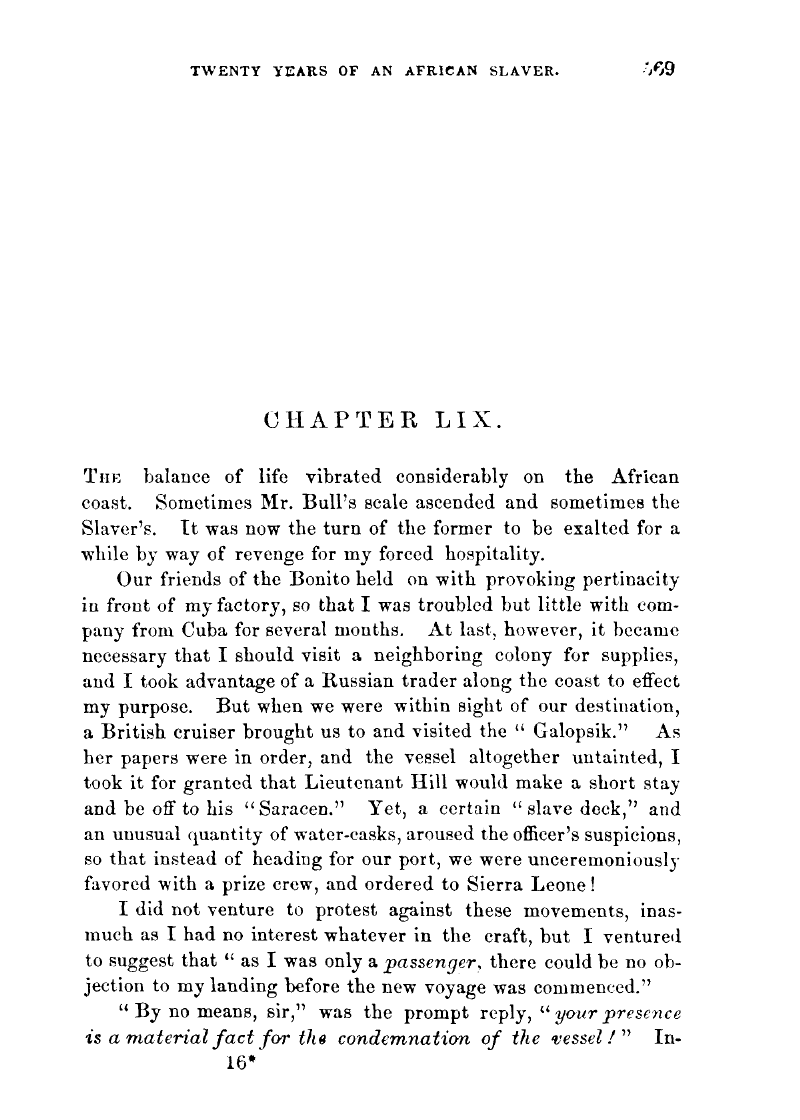 TWENTY YEARS OF AN AFRICAN SLAVER. 369
CHAPTER LIX.
THE balance of life vibrated considerably on the African
coast. Sometimes Mr. Bull's scale ascended and sometimes the
Slaver's. It was now the turn of the former to be exalted for a
while by way of revenge for my forced hospitality.
Our friends of the Bonito held on with provoking pertinacity
in front of my factory, so that I was troubled but little with com-
pany from Cuba for several months. At last, however, it became
necessary that I should visit a neighboring colony for supplies,
and I took advantage of a Russian trader along the coast to effect
my purpose. But when we were within sight of our destination,
a British cruiser brought us to and visited the “ Galopsik.” As
her papers were in order, and the vessel altogether untainted, I
took it for granted that Lieutenant Hill would make a short stay
and be off to his “Saracen.” Yet, a certain “ slave deck,” and
an unusual quantity of water-casks, aroused the officer's suspicions,
so that instead of heading for our port, we were unceremoniously
favored with a prize crew, and ordered to Sierra Leone !
I did not venture to protest against these movements, inas-
much as I had no interest whatever in the craft, but I ventured
to suggest that “ as I was only a passenger, there could be no ob-
jection to my landing before the new voyage was commenced.”
“ By no means, sir,” was the prompt reply, “ your presence
is a material fact for the condemnation of the vessel ! ” In-
16*